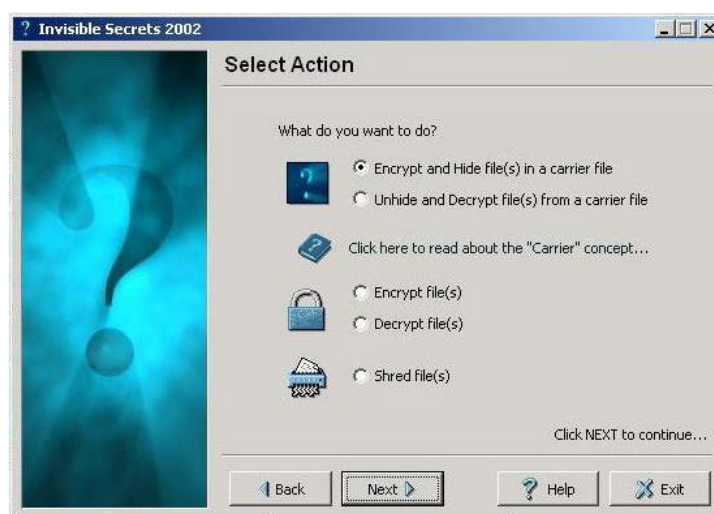 ? Invisible Secrets 2002
Select Action
What do you want to do?
Encrypt and Hide file(s) in a carrier file
Unhide and Decrypt file(s) from a carrier file
Click here to read about the "Carrier" concept...
Encrypt file(s)
Decrypt file(s)
Shred file(s)
Click NEXT to continue...
Back Next Help Exit